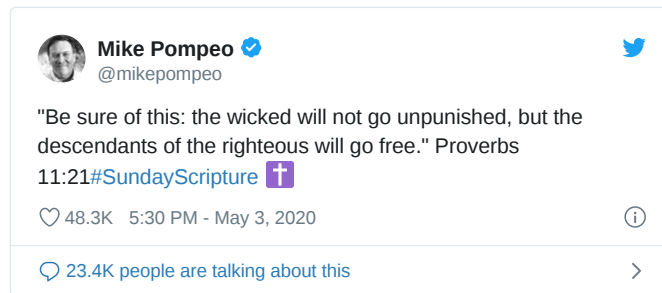 Mike Pompeo
@mikepompeo
"Be sure of this: the wicked will not go unpunished, but the
descendants of the righteous will go free." Proverbs
11:21#SundayScripture ✝️
48.3K 5:30 PM - May 3, 2020
23.4K people are talking about this